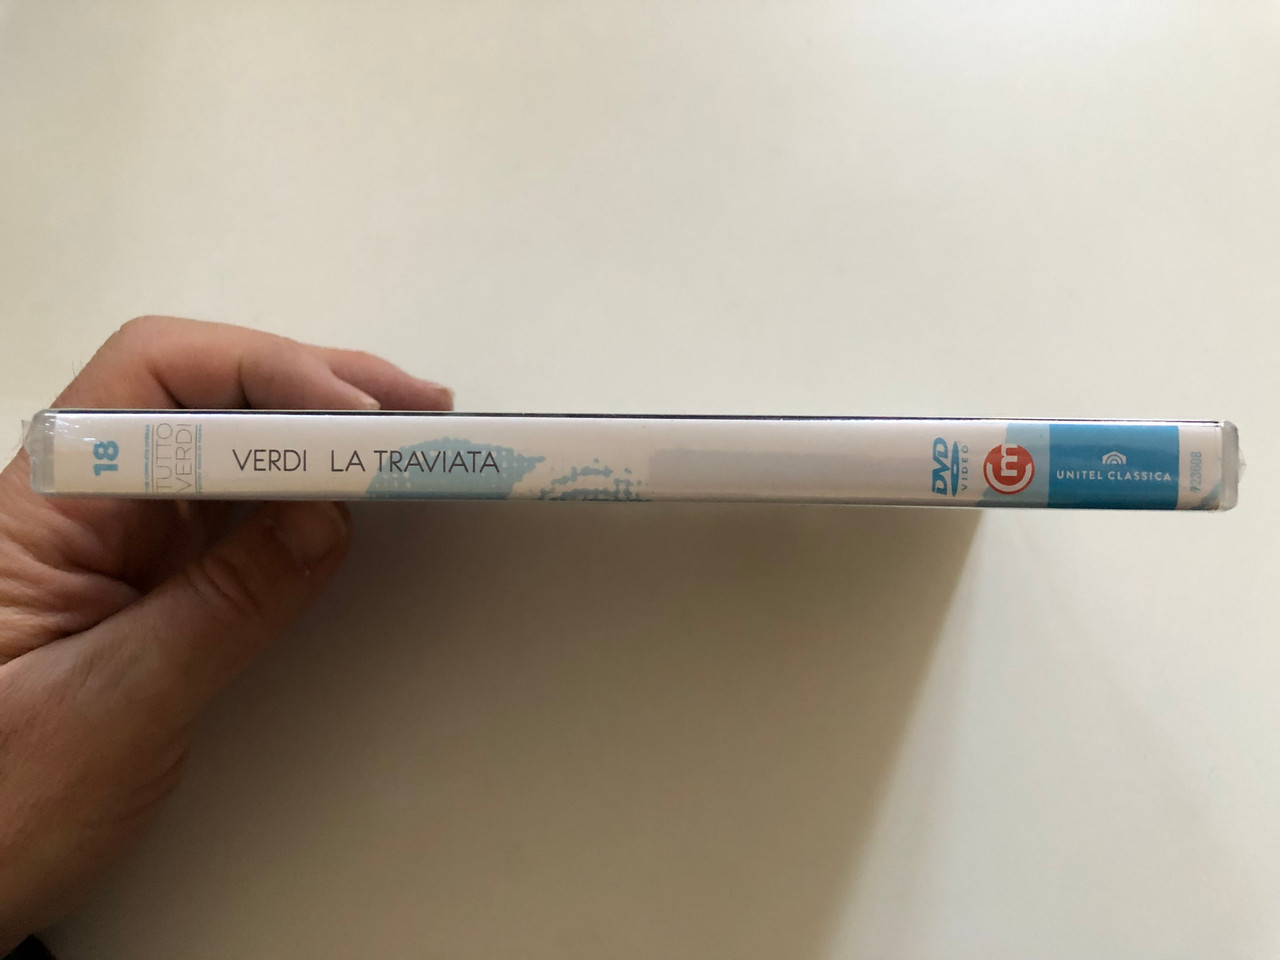 18
TUTTO
VERDI
VERDI LA TRAVIATA
DVD
VIDEO
m
UNITEL CLASSICA